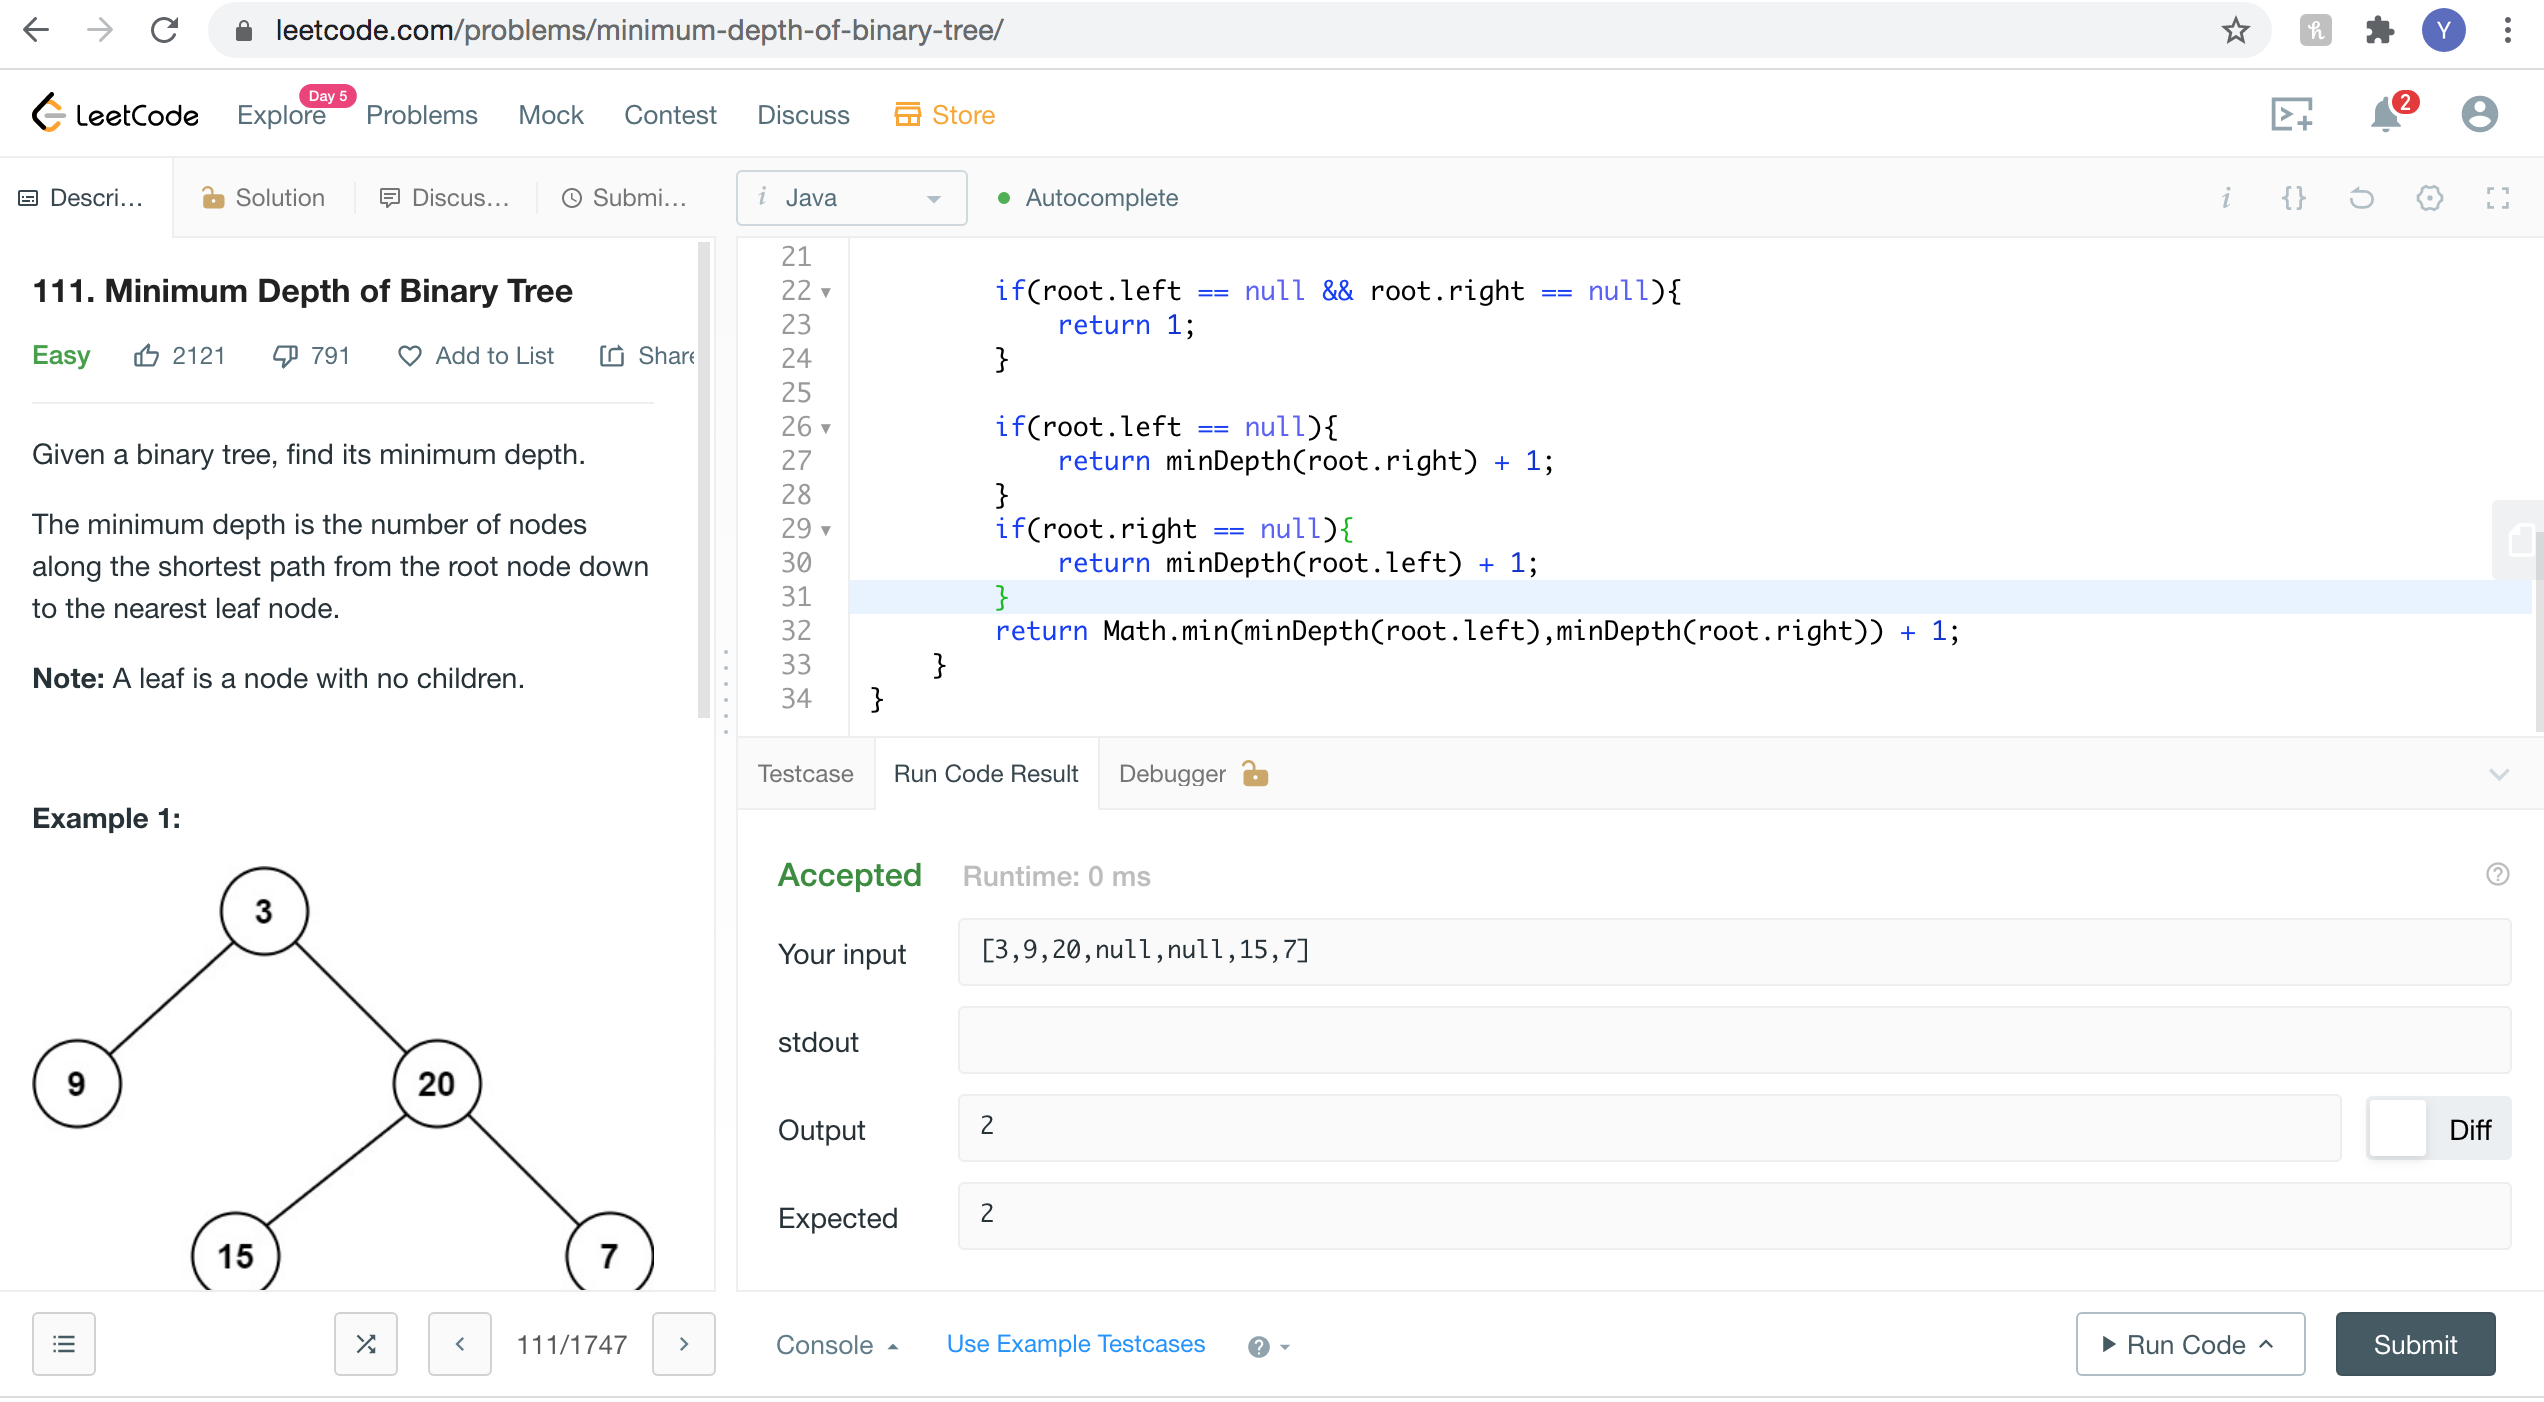 leetcode.com/problems/minimum-depth-of-binary-tree/
Y
LeetCode
Explore
Day 5
Problems
Mock
Contest
Discuss
Store
2
Descri...
Solution
Discus...
Submi...
i Java
Autocomplete
i {}
111. Minimum Depth of Binary Tree
Easy 2121 791 Add to List Share
Given a binary tree, find its minimum depth.
The minimum depth is the number of nodes
along the shortest path from the root node down
to the nearest leaf node.
Note: A leaf is a node with no children.
Example 1:
3
9 20
15 7
111/1747
21
22 if(root.left == null && root.right == null){
23 return 1;
24 }
25
26 if(root.left == null){
27 return minDepth(root.right) + 1;
28 }
29 if(root.right == null){
30 return minDepth(root.left) + 1;
31 }
32 return Math.min(minDepth(root.left),minDepth(root.right)) + 1;
33 }
34 }
Testcase
Run Code Result
Debugger
Accepted Runtime: 0 ms
?
Your input [3,9,20,null,null,15,7]
stdout
Output 2
Diff
Expected 2
Console
Use Example Testcases
?
Run Code
Submit